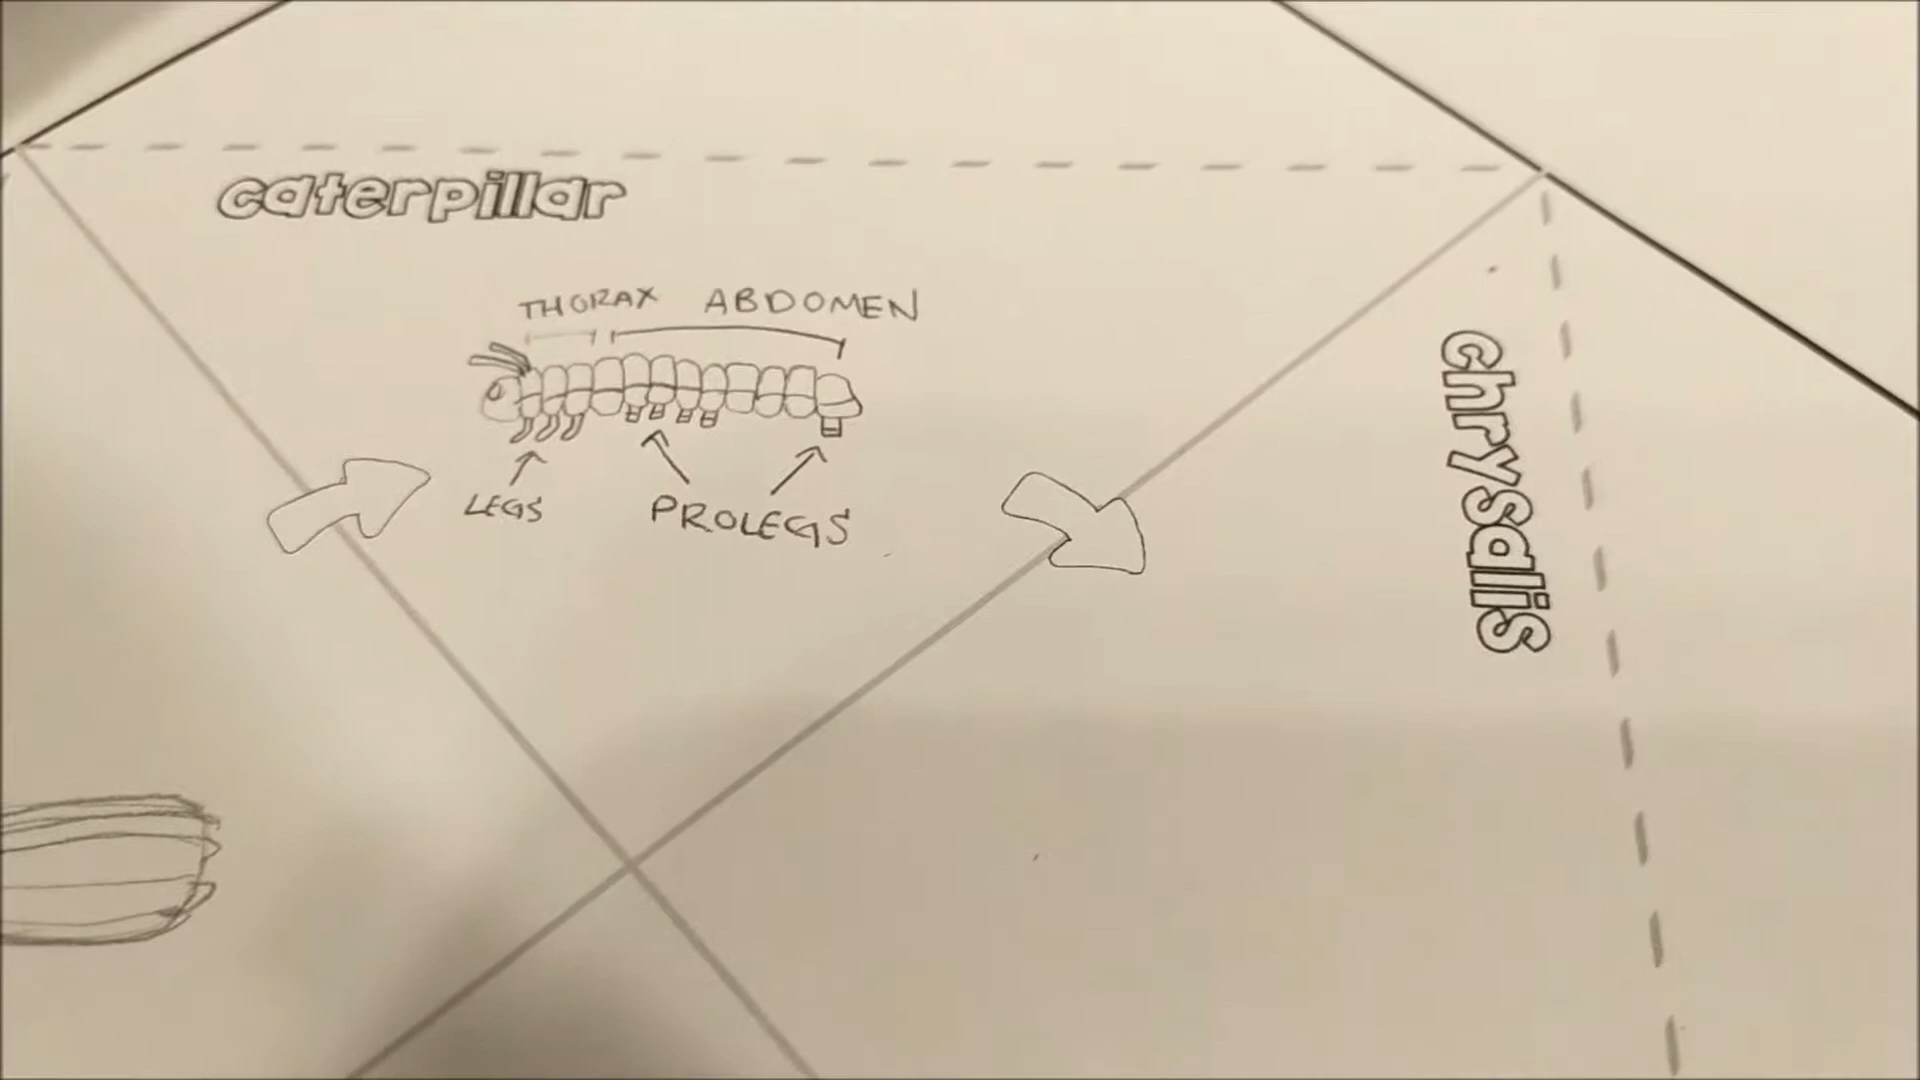 caterpillar
THORAX ABDOMEN
LEGS
PROLEGS
chrysalis